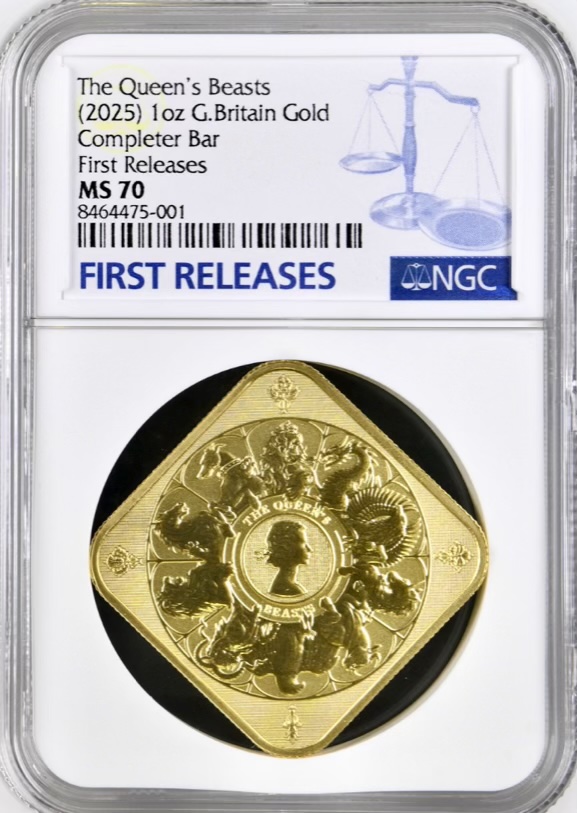 The Queen's Beasts
(2025) 1oz G.Britain Gold
Completer Bar
First Releases
MS 70
8464475-001
FIRST RELEASES
NGC
THE QUEEN'S
BEASTS